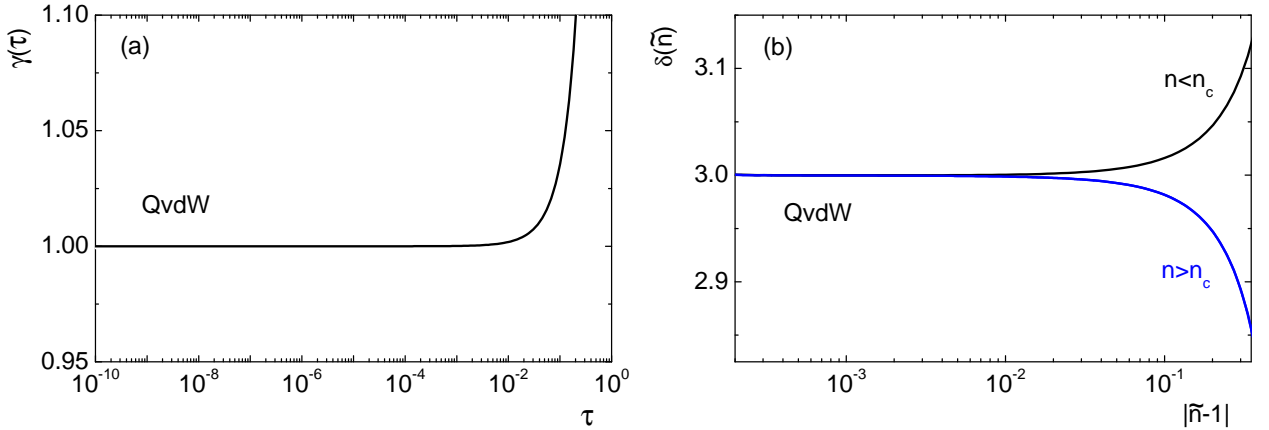 (a)
γ(τ)
1.10
1.05
1.00
0.95
QvdW
10^-10
10^-8
10^-6
10^-4
10^-2
10^0
τ
(b)
δ(ñ)
3.1
3.0
2.9
n<n_c
QvdW
n>n_c
10^-3
10^-2
10^-1
|ñ-1|